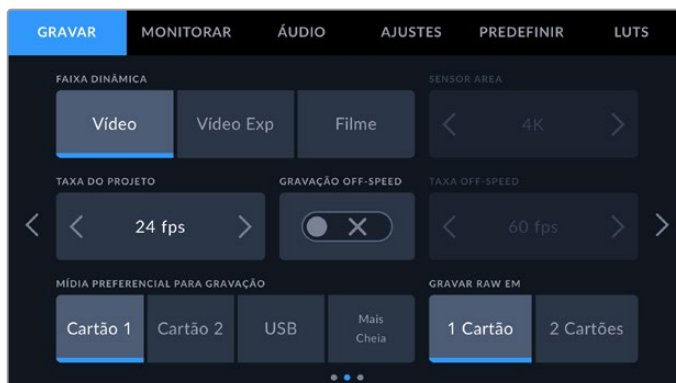 GRAVAR MONITORAR ÁUDIO AJUSTES PREDEFINIR LUTS
FAIXA DINÂMICA SENSOR AREA
Vídeo Vídeo Exp Filme 4K
TAXA DO PROJETO GRAVAÇÃO OFF-SPEED TAXA OFF-SPEED
24 fps 60 fps
MÍDIA PREFERENCIAL PARA GRAVAÇÃO GRAVAR RAW EM
Cartão 1 Cartão 2 USB Mais Cheia 1 Cartão 2 Cartões